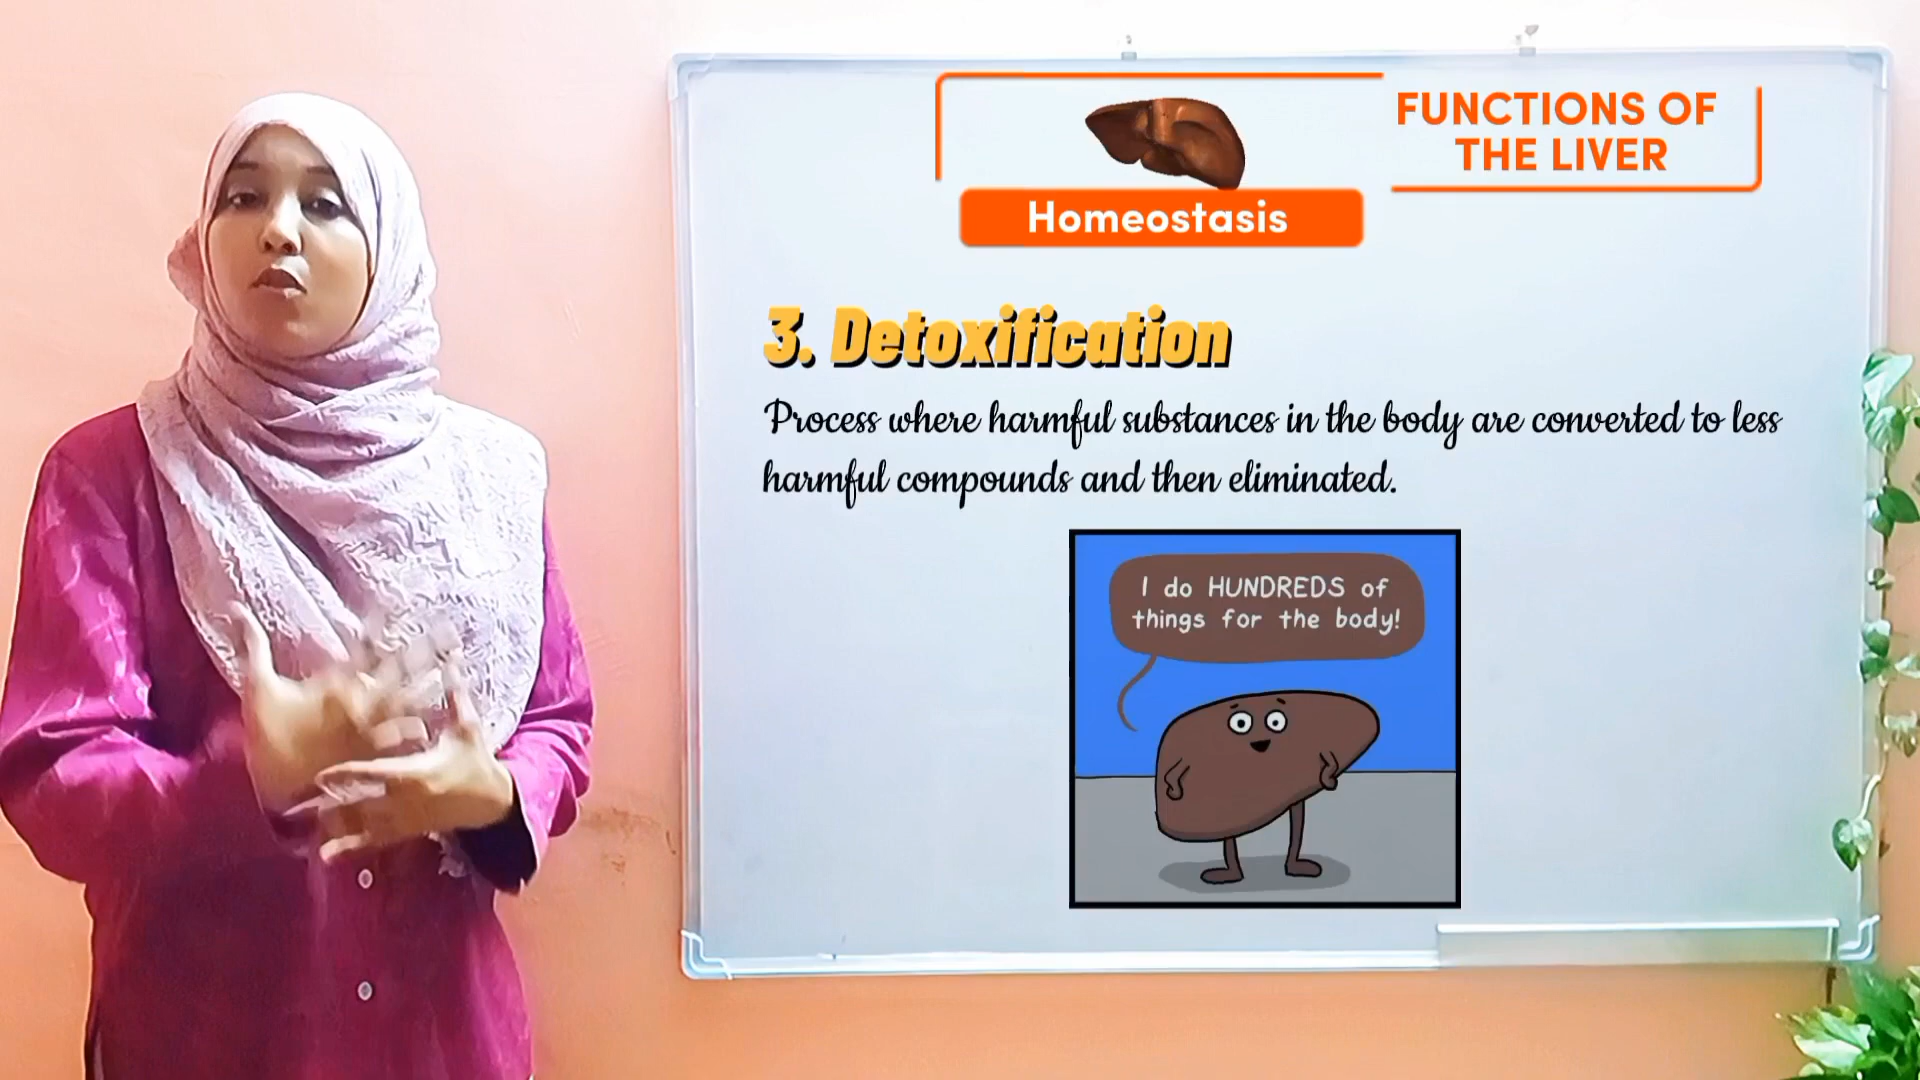 FUNCTIONS OF
THE LIVER
Homeostasis
3. Detoxification
Process where harmful substances in the body are converted to less
harmful compounds and then eliminated.
I do HUNDREDS of
things for the body!